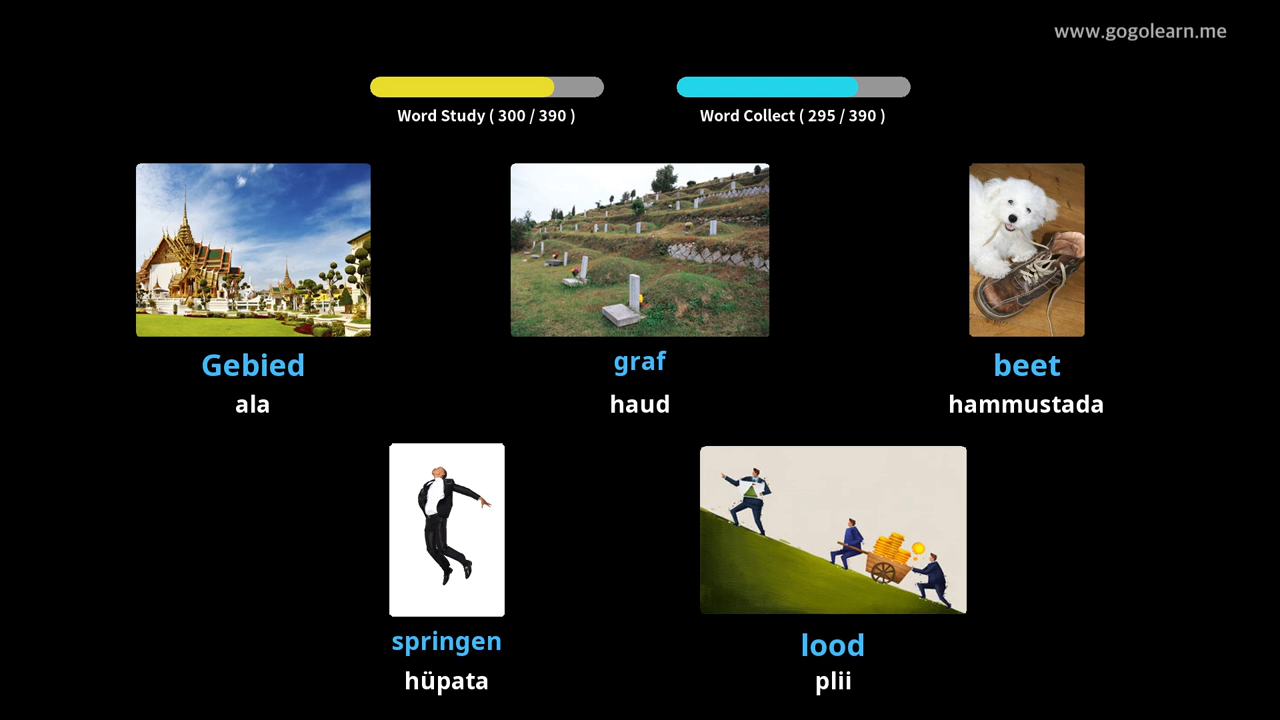 www.gogolearn.me
Word Study ( 300 / 390 )
Word Collect ( 295 / 390 )
Gebied
ala
graf
haud
beet
hammustada
springen
hüpata
lood
plii